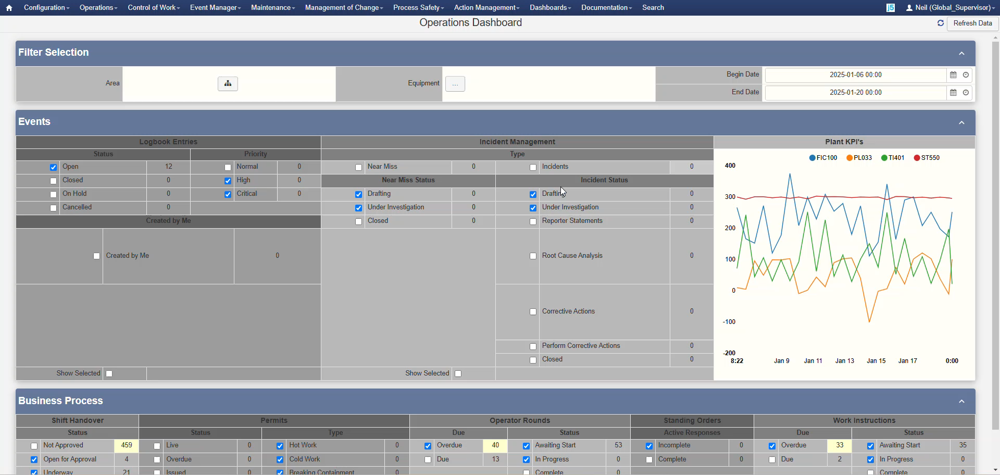 Configuration Operations Control of Work Event Manager Maintenance Management of Change Process Safety Action Management Dashboards Documentation Search j5 Neil (Global_Supervisor)
Operations Dashboard
Refresh Data
Filter Selection
Area
Equipment ...
Begin Date 2025-01-06 00:00
End Date 2025-01-20 00:00
Events
Logbook Entries
Status Priority
Open 12 Normal 0
Closed 0 High 0
On Hold 0 Critical 0
Cancelled 0
Created by Me
Created by Me 0
Show Selected
Incident Management
Type
Near Miss 0 Incidents 0
Near Miss Status Incident Status
Drafting 0 Drafting 0
Under Investigation 0 Under Investigation 0
Closed 0 Reporter Statements 0
Root Cause Analysis 0
Corrective Actions 0
Perform Corrective Actions 0
Closed 0
Show Selected
Plant KPI's
FIC100 PL033 TI401 ST550
400
300
200
100
0
-100
-200
8:22 Jan 9 Jan 11 Jan 13 Jan 15 Jan 17 0:00
Business Process
Shift Handover Permits Operator Rounds Standing Orders Work Instructions
Status Status Type Due Status Active Responses Due Status
Not Approved 459 Live 0 Hot Work 0 Overdue 40 Awaiting Start 53 Incomplete 0 Overdue 33 Awaiting Start 35
Open for Approval 4 Overdue 0 Cold Work 0 Due 13 In Progress 0 Complete 0 Due 2 In Progress 0
Underway 21 Issued 0 Breaking Containment 0 Complete 0 Complete 0